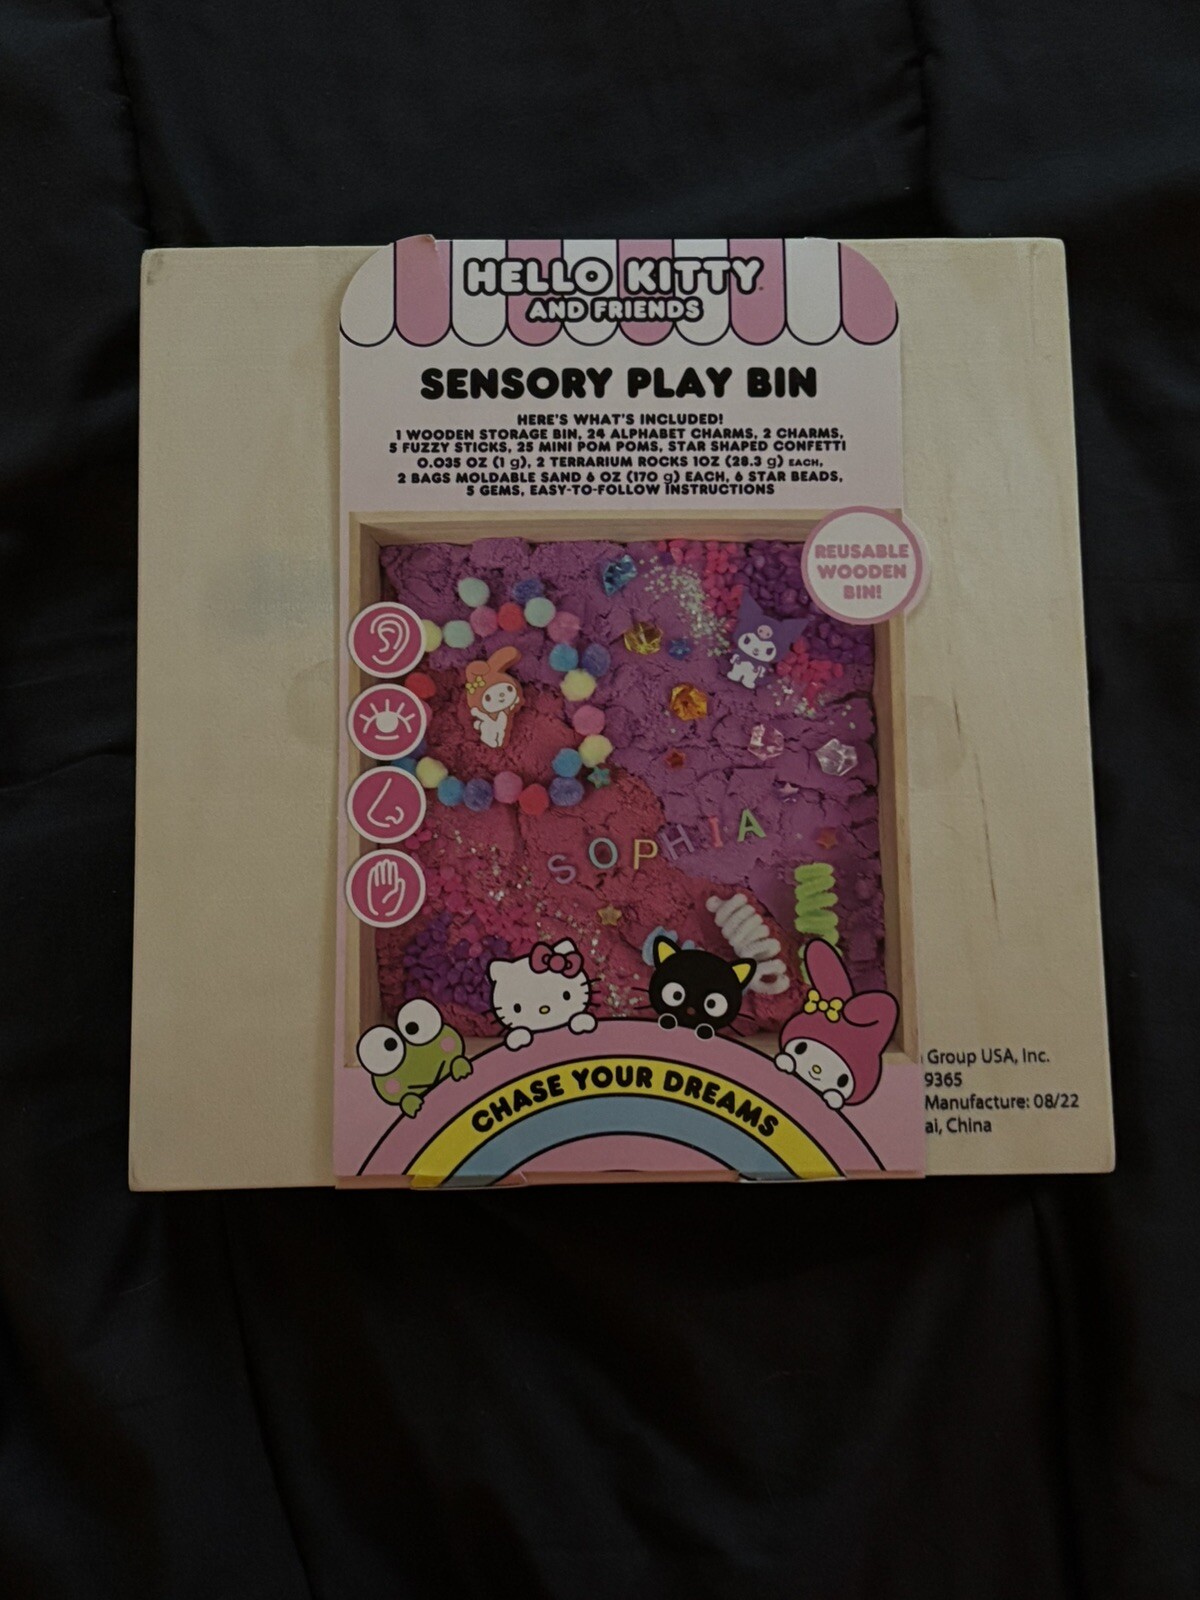 HELLO KITTY
AND FRIENDS
SENSORY PLAY BIN
HERE'S WHAT'S INCLUDED!
1 WOODEN STORAGE BIN, 24 ALPHABET CHARMS, 2 CHARMS,
5 FUZZY STICKS, 25 MINI POM POMS, STAR SHAPED CONFETTI
0.035 OZ (1 g), 2 TERRARIUM ROCKS 1OZ (28.3 g) EACH,
2 BAGS MOLDABLE SAND 6 OZ (170 g) EACH, 6 STAR BEADS,
5 GEMS, EASY-TO-FOLLOW INSTRUCTIONS
REUSABLE
WOODEN
BIN!
SOPHIA
CHASE YOUR DREAMS
Group USA, Inc.
9365
Manufacture: 08/22
ai, China